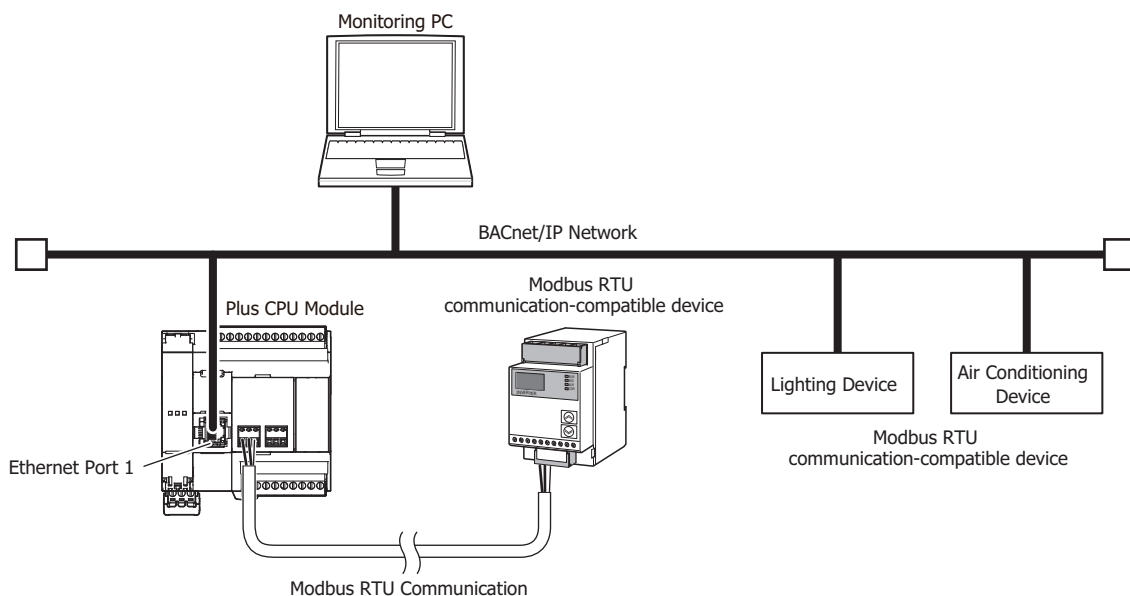 Monitoring PC
BACnet/IP Network
Modbus RTU
communication-compatible device
Plus CPU Module
INVERTER
Lighting Device
Air Conditioning
Device
Modbus RTU
communication-compatible device
Ethernet Port 1
Modbus RTU Communication